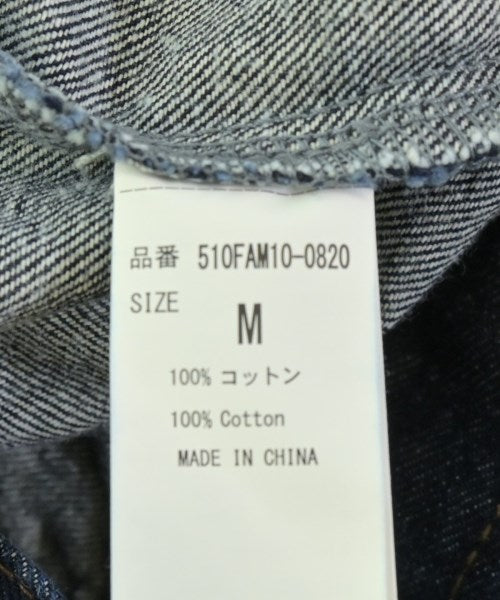 品番 510FAM10-0820
SIZE
M
100% コットン
100% Cotton
MADE IN CHINA